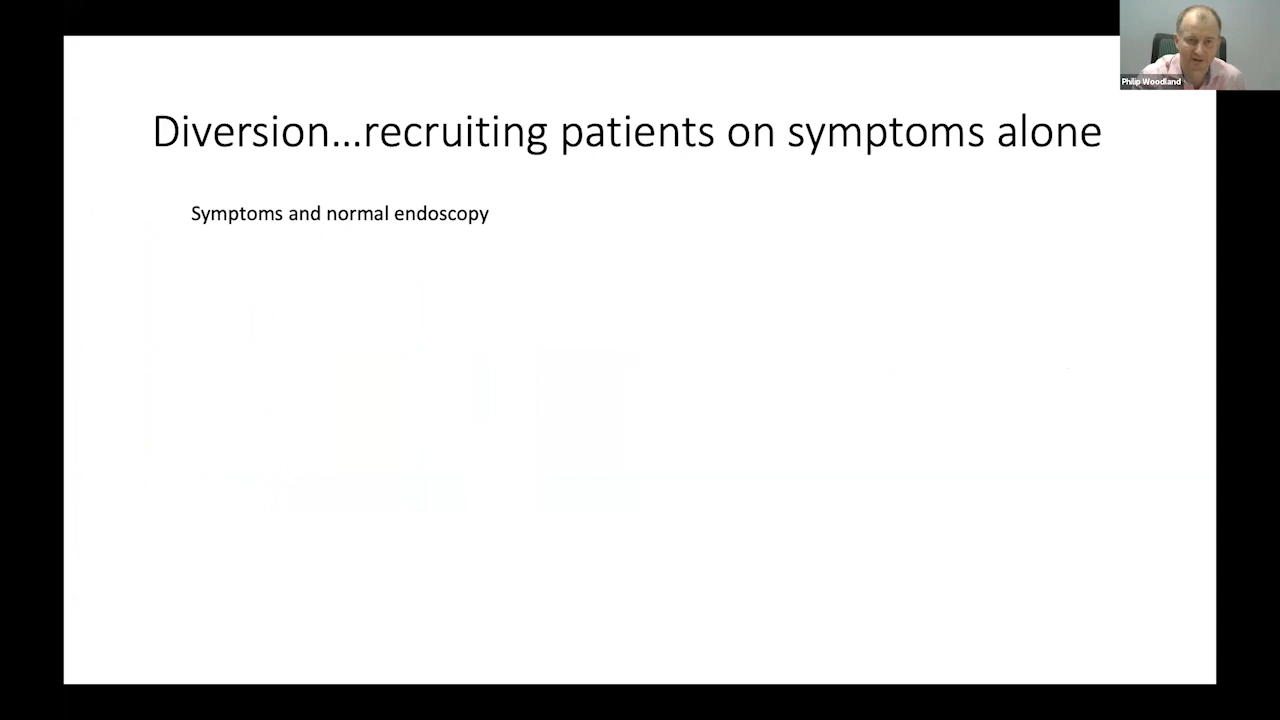 Philip Woodland
Diversion...recruiting patients on symptoms alone
Symptoms and normal endoscopy